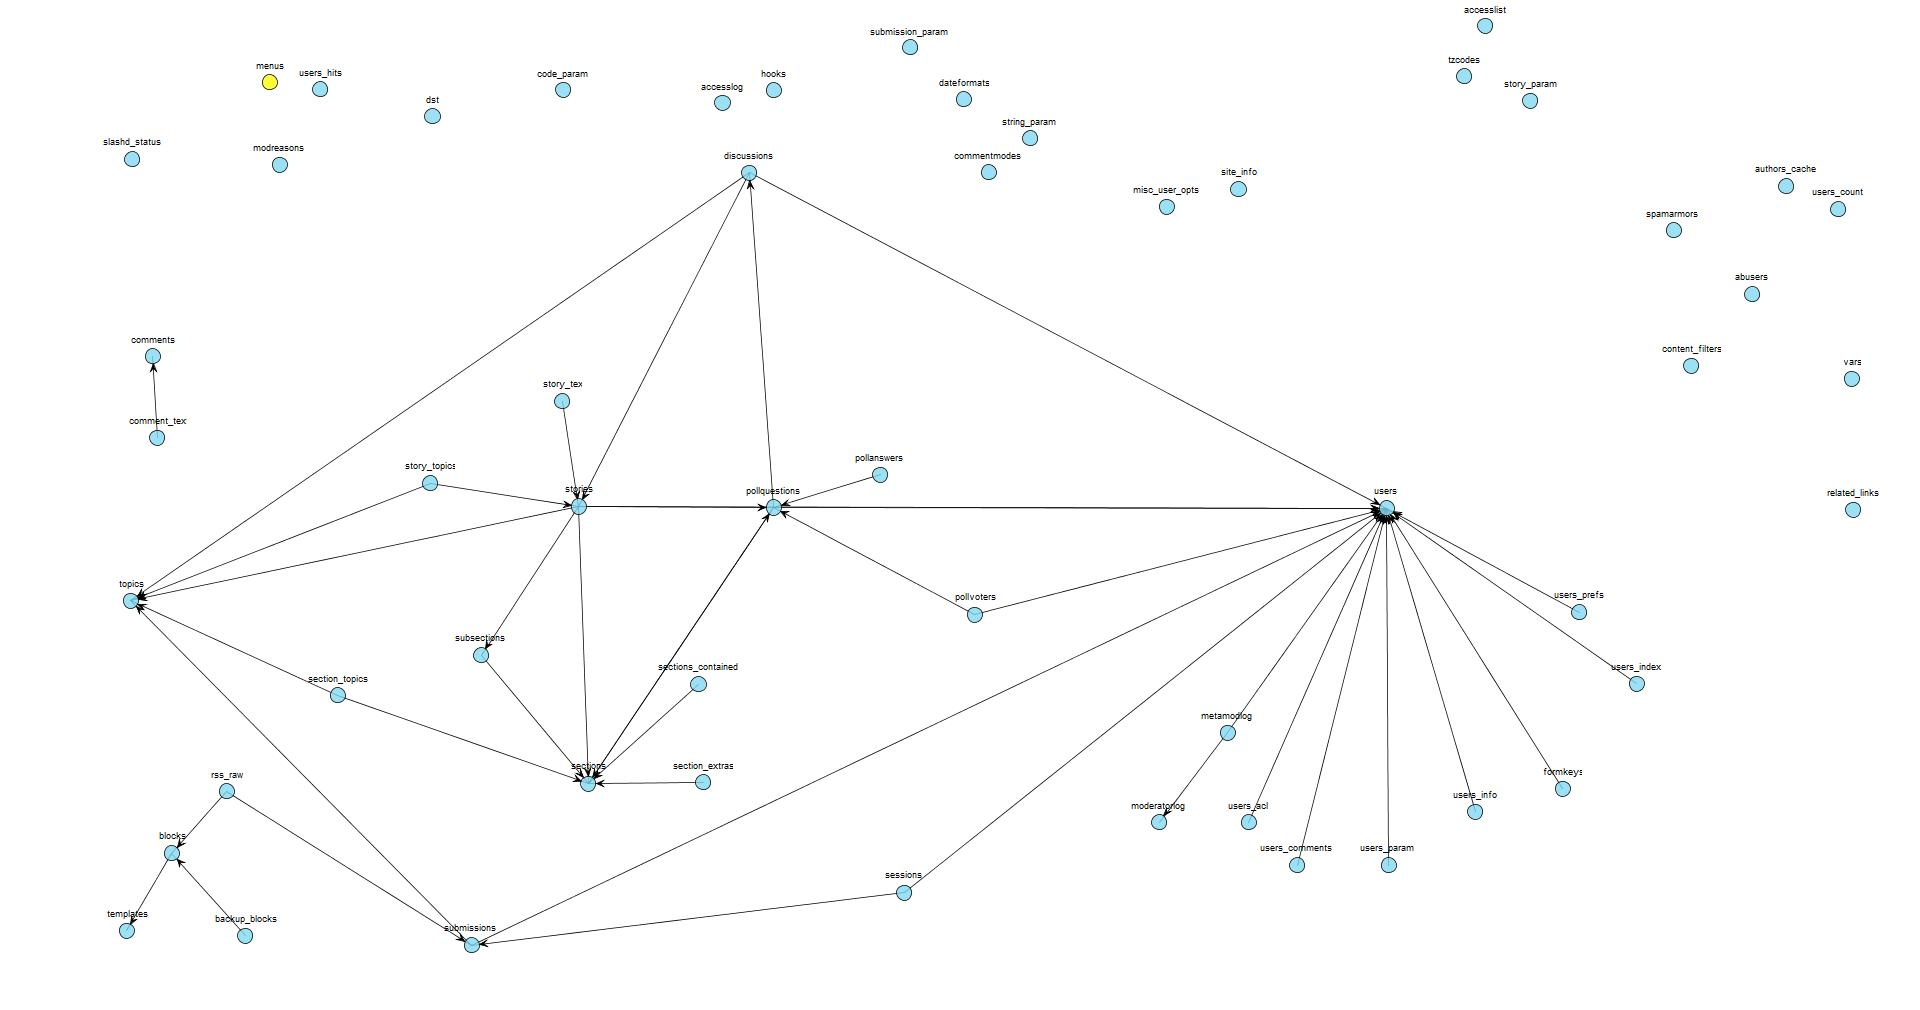 accesslist
submission_param
tzcodes
menus
users_hits
code_param
hooks
accesslog
dateformats
story_param
dst
string_param
slashd_status
modreasons
discussions
commentmodes
authors_cache
site_info
misc_user_opts
users_count
spamarmors
abusers
comments
content_filters
vars
story_tex
comment_tex
pollanswers
story_topics
stories
pollquestions
users
related_links
topics
pollvoters
users_prefs
subsections
sections_contained
users_index
section_topics
metamodlog
sections
section_extras
rss_raw
formkeys
users_info
moderatorlog
users_acl
blocks
users_comments
users_param
sessions
templates
backup_blocks
submissions